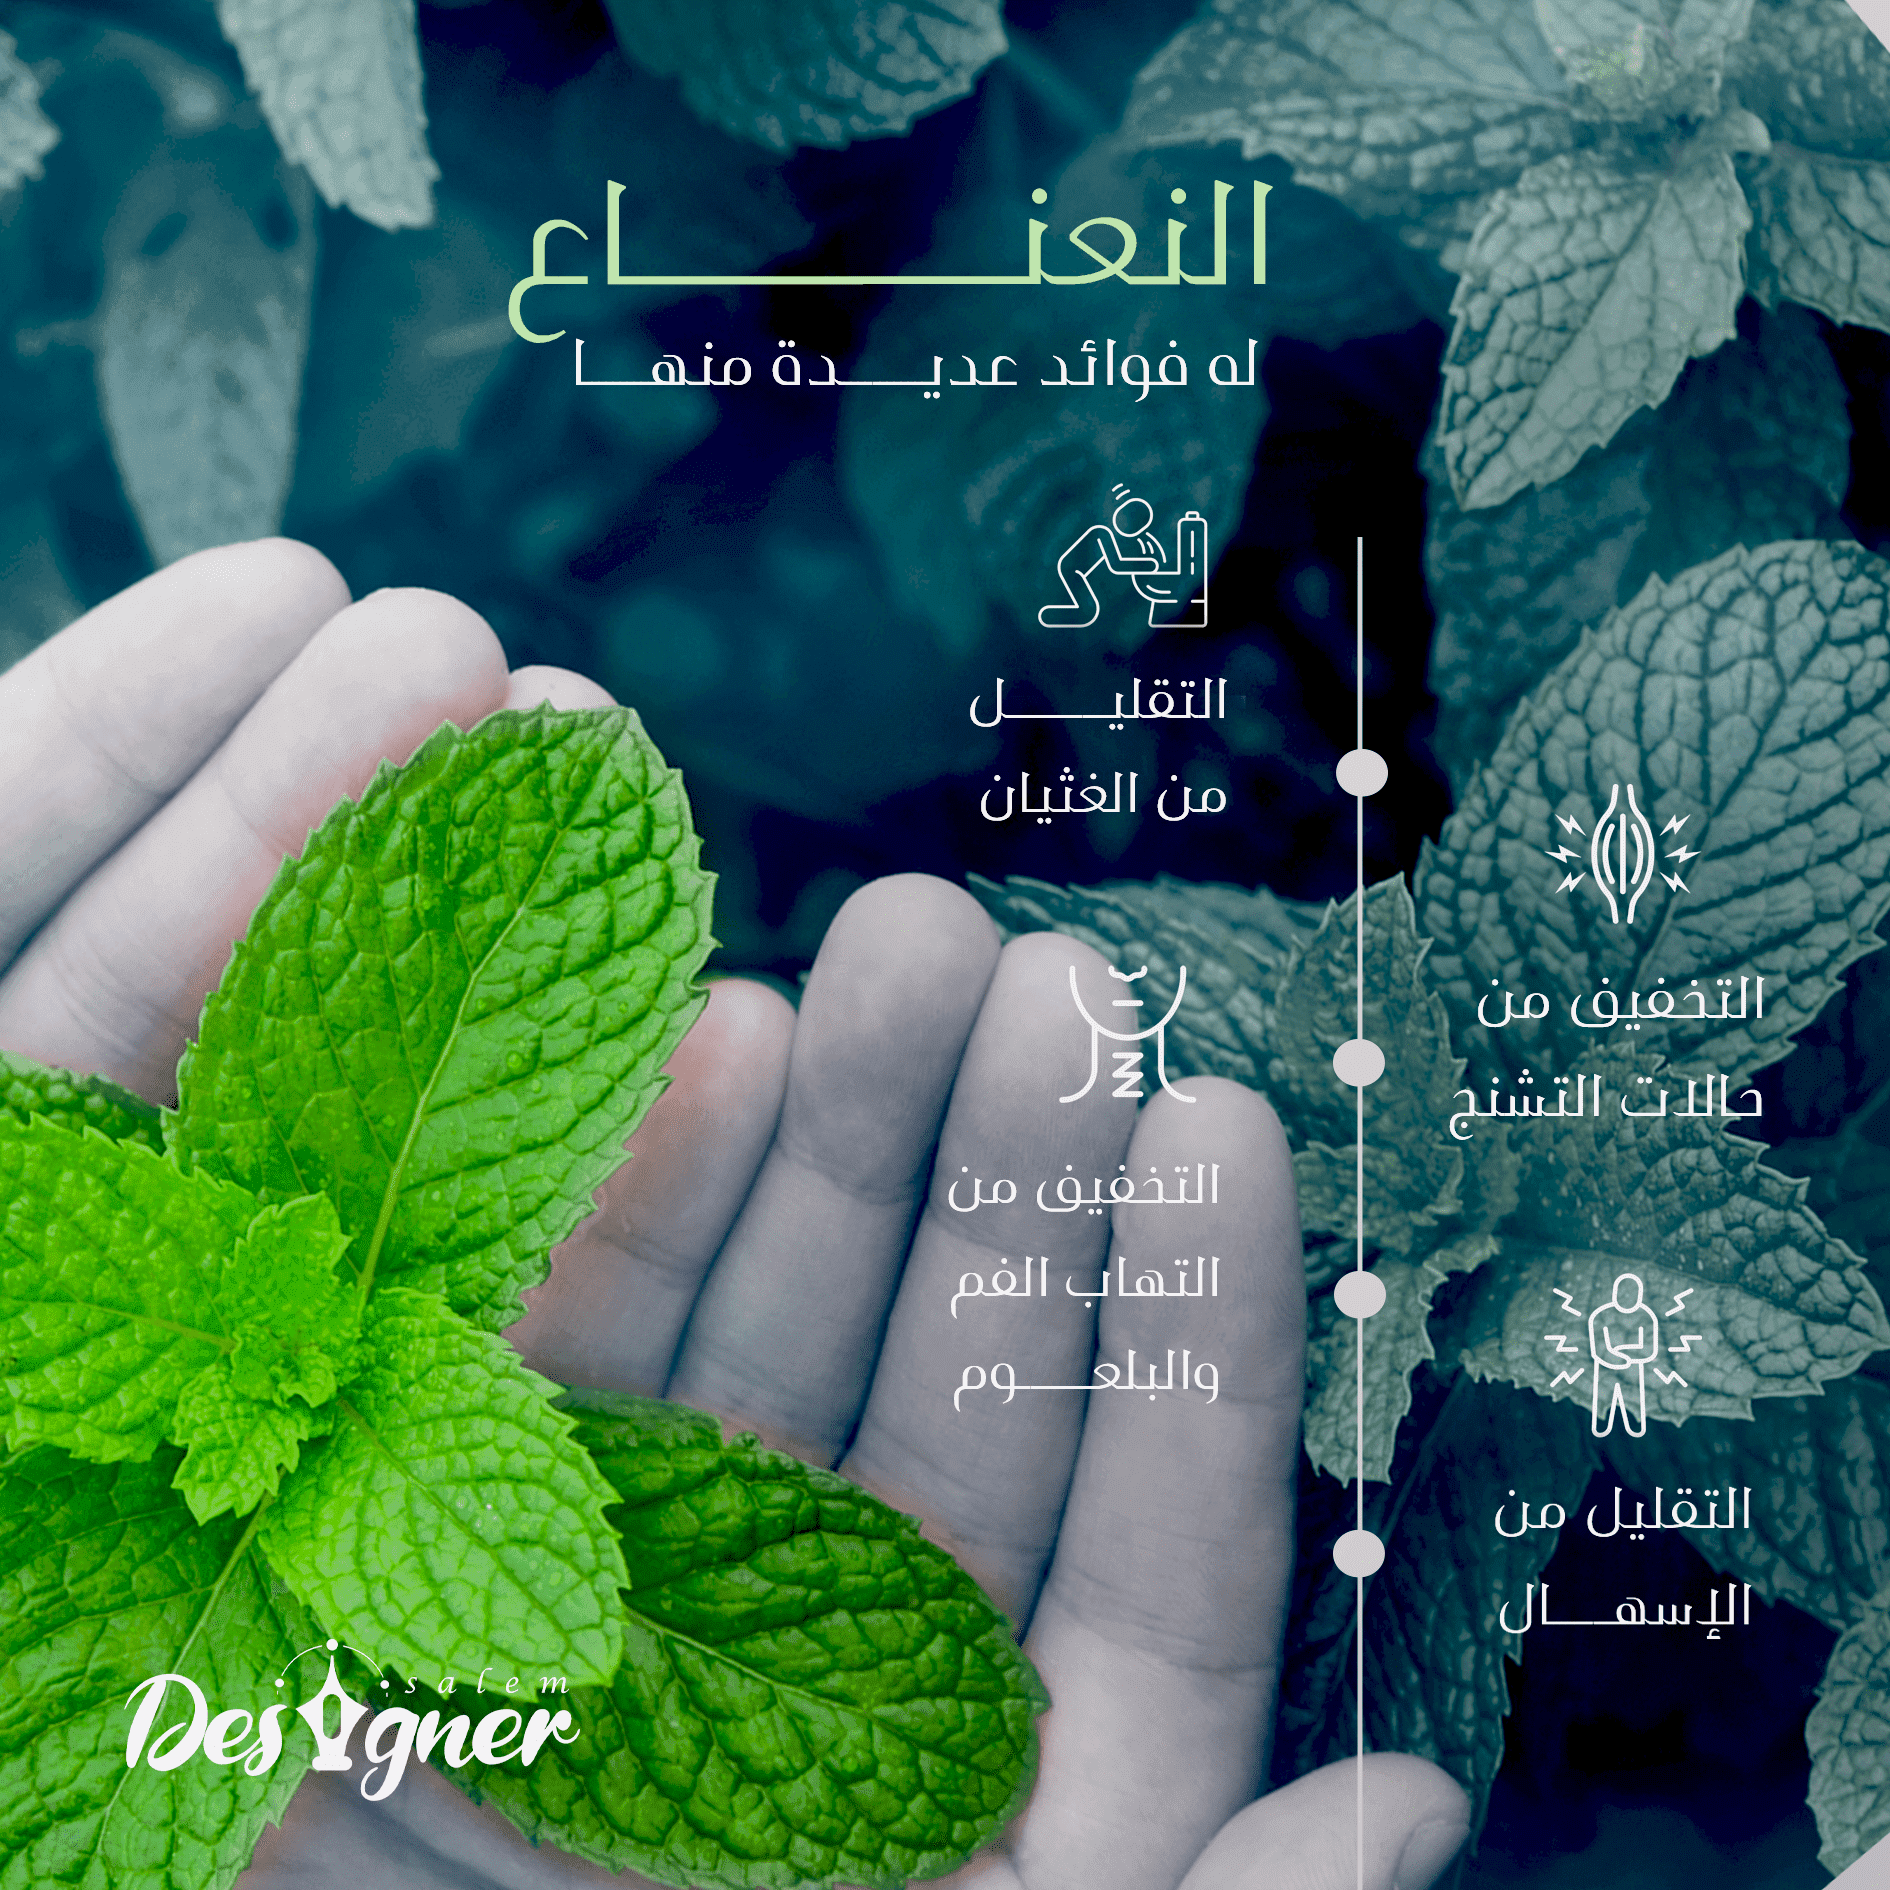 النعناع
له فوائد عديدة منها
التقليل
من الغثيان
التخفيف من
حالات التشنج
التخفيف من
التهاب الفم
والبلعوم
التقليل من
الإسهال
salem
Designer